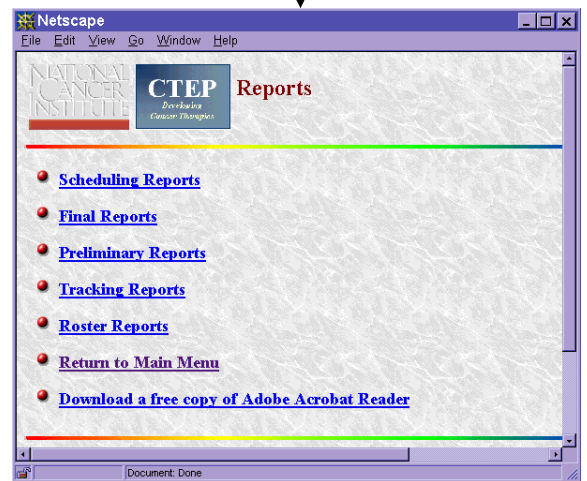 Netscape
File Edit View Go Window Help
NATIONAL
CANCER
INSTITUTE
CTEP
Developing
Cancer Therapies
Reports
Scheduling Reports
Final Reports
Preliminary Reports
Tracking Reports
Roster Reports
Return to Main Menu
Download a free copy of Adobe Acrobat Reader
Document: Done